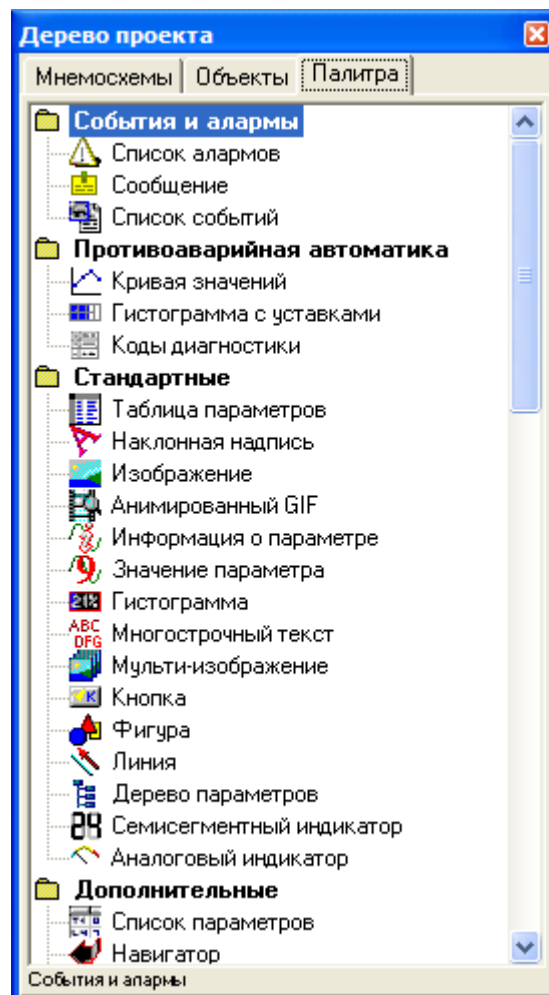 Дерево проекта
Мнемосхемы Объекты Палитра
События и алармы
Список алармов
Сообщение
Список событий
Противоаварийная автоматика
Кривая значений
Гистограмма с уставками
Коды диагностики
Стандартные
Таблица параметров
Наклонная надпись
Изображение
Анимированный GIF
Информация о параметре
Значение параметра
Гистограмма
Многострочный текст
Мульти-изображение
Кнопка
Фигура
Линия
Дерево параметров
Семисегментный индикатор
Аналоговый индикатор
Дополнительные
Список параметров
Навигатор
События и алармы